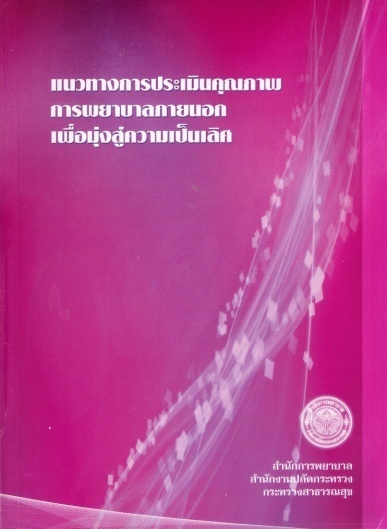 แนวทางการประเมินคุณภาพ
การพยาบาลภายนอก
เพื่อมุ่งสู่ความเป็นเลิศ
สำนักการพยาบาล
สำนักงานปลัดกระทรวง
กระทรวงสาธารณสุข